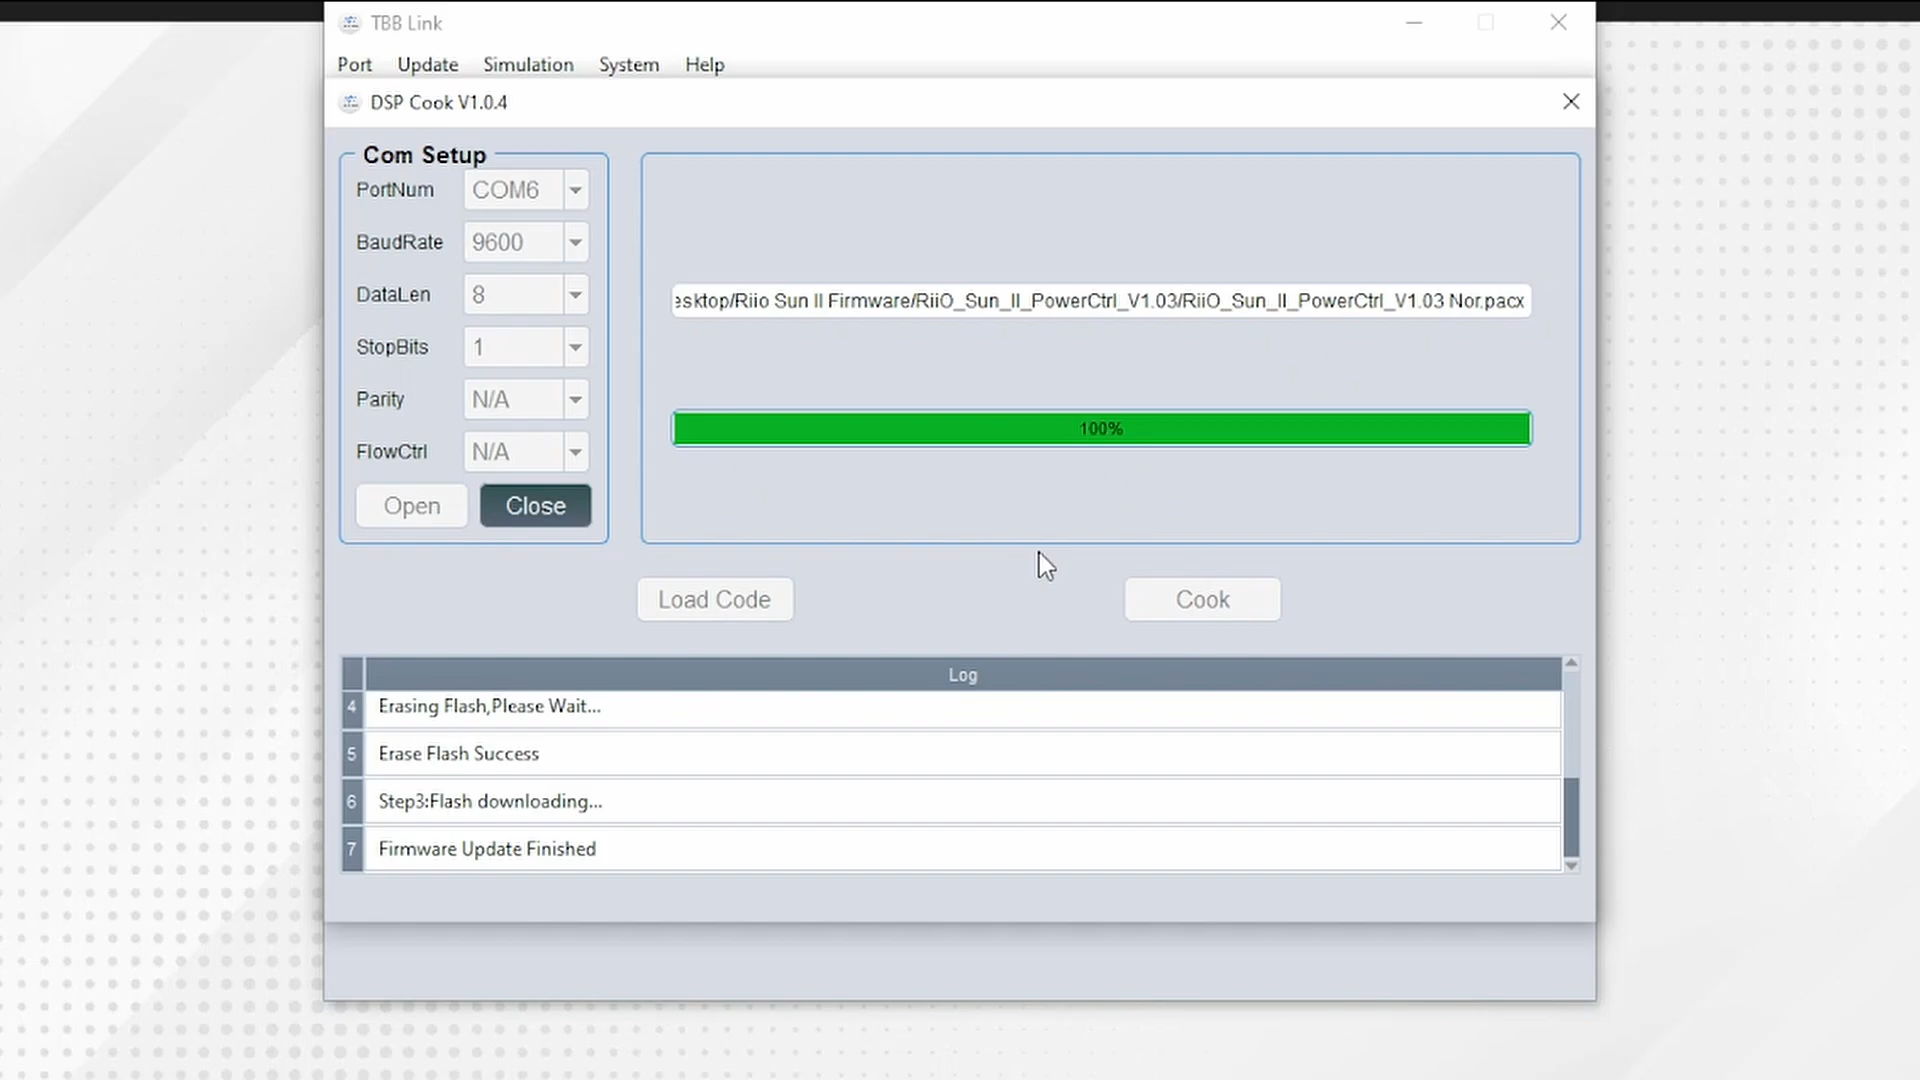 TBB Link
Port Update Simulation System Help
DSP Cook V1.0.4
Com Setup
PortNum COM6
BaudRate 9600
DataLen 8
StopBits 1
Parity N/A
FlowCtrl N/A
Open Close
esktop/Riio Sun II Firmware/RiiO_Sun_II_PowerCtrl_V1.03/RiiO_Sun_II_PowerCtrl_V1.03 Nor.pacx
100%
Load Code Cook
Log
4 Erasing Flash,Please Wait...
5 Erase Flash Success
6 Step3:Flash downloading...
7 Firmware Update Finished